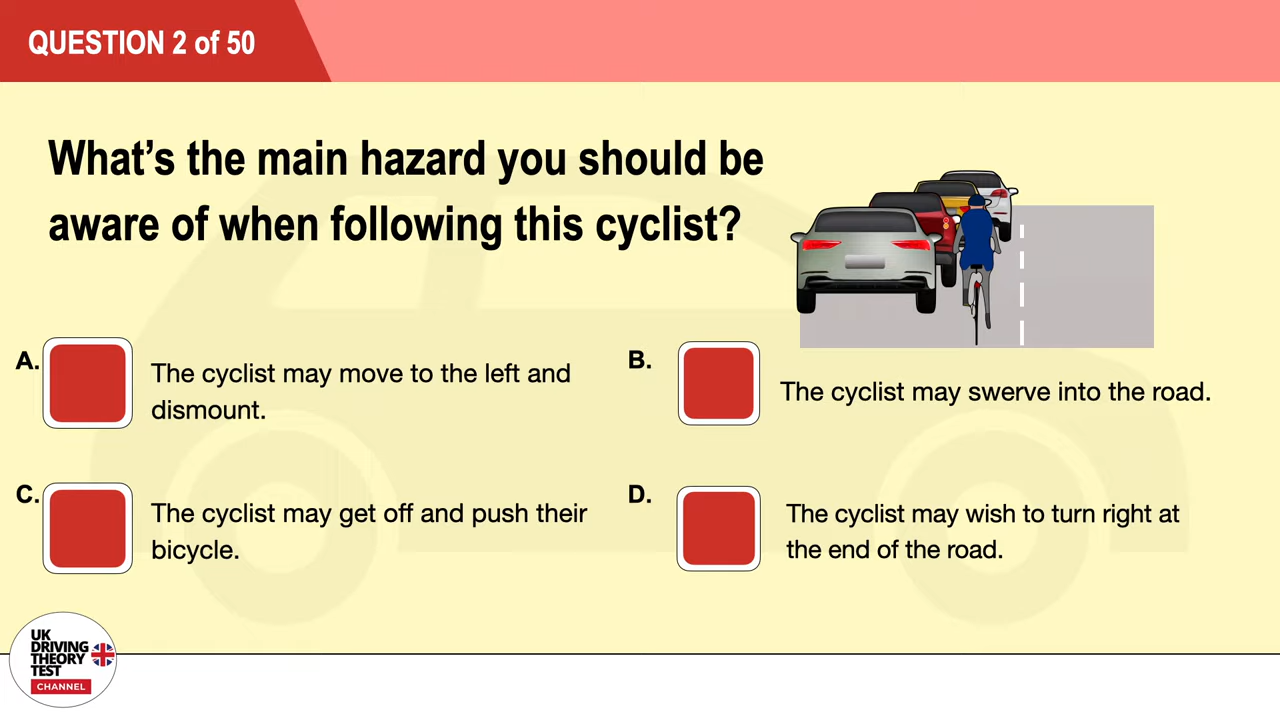 QUESTION 2 of 50
What's the main hazard you should be
aware of when following this cyclist?
A.
The cyclist may move to the left and
dismount.
B.
The cyclist may swerve into the road.
C.
The cyclist may get off and push their
bicycle.
D.
The cyclist may wish to turn right at
the end of the road.
UK
DRIVING
THEORY
TEST
CHANNEL